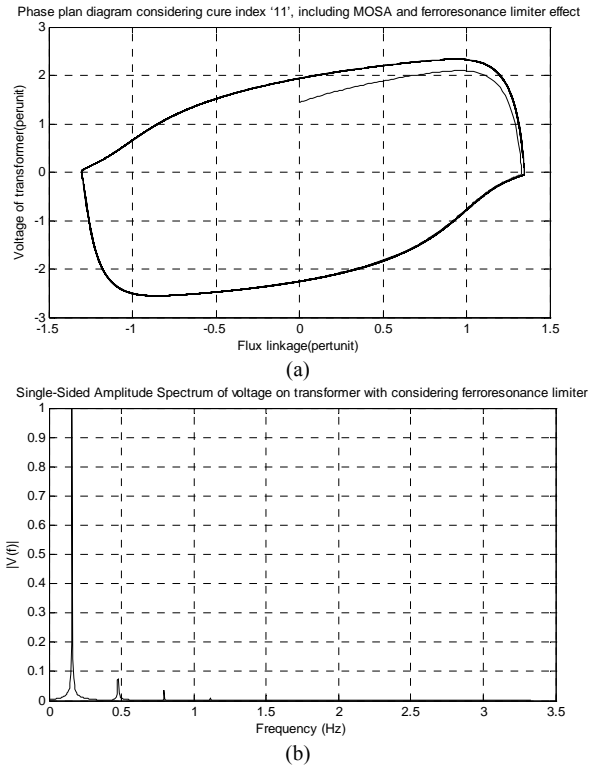 Phase plan diagram considering cure index '11', including MOSA and ferroresonance limiter effect
3
2
1
0
-1
-2
-3
Voltage of transformer(perunit)
-1.5 -1 -0.5 0 0.5 1 1.5
Flux linkage(pertunit)
(a)
Single-Sided Amplitude Spectrum of voltage on transformer with considering ferroresonance limiter
1
0.9
0.8
0.7
0.6
0.5
0.4
0.3
0.2
0.1
0
|V(f)|
0 0.5 1 1.5 2 2.5 3 3.5
Frequency (Hz)
(b)